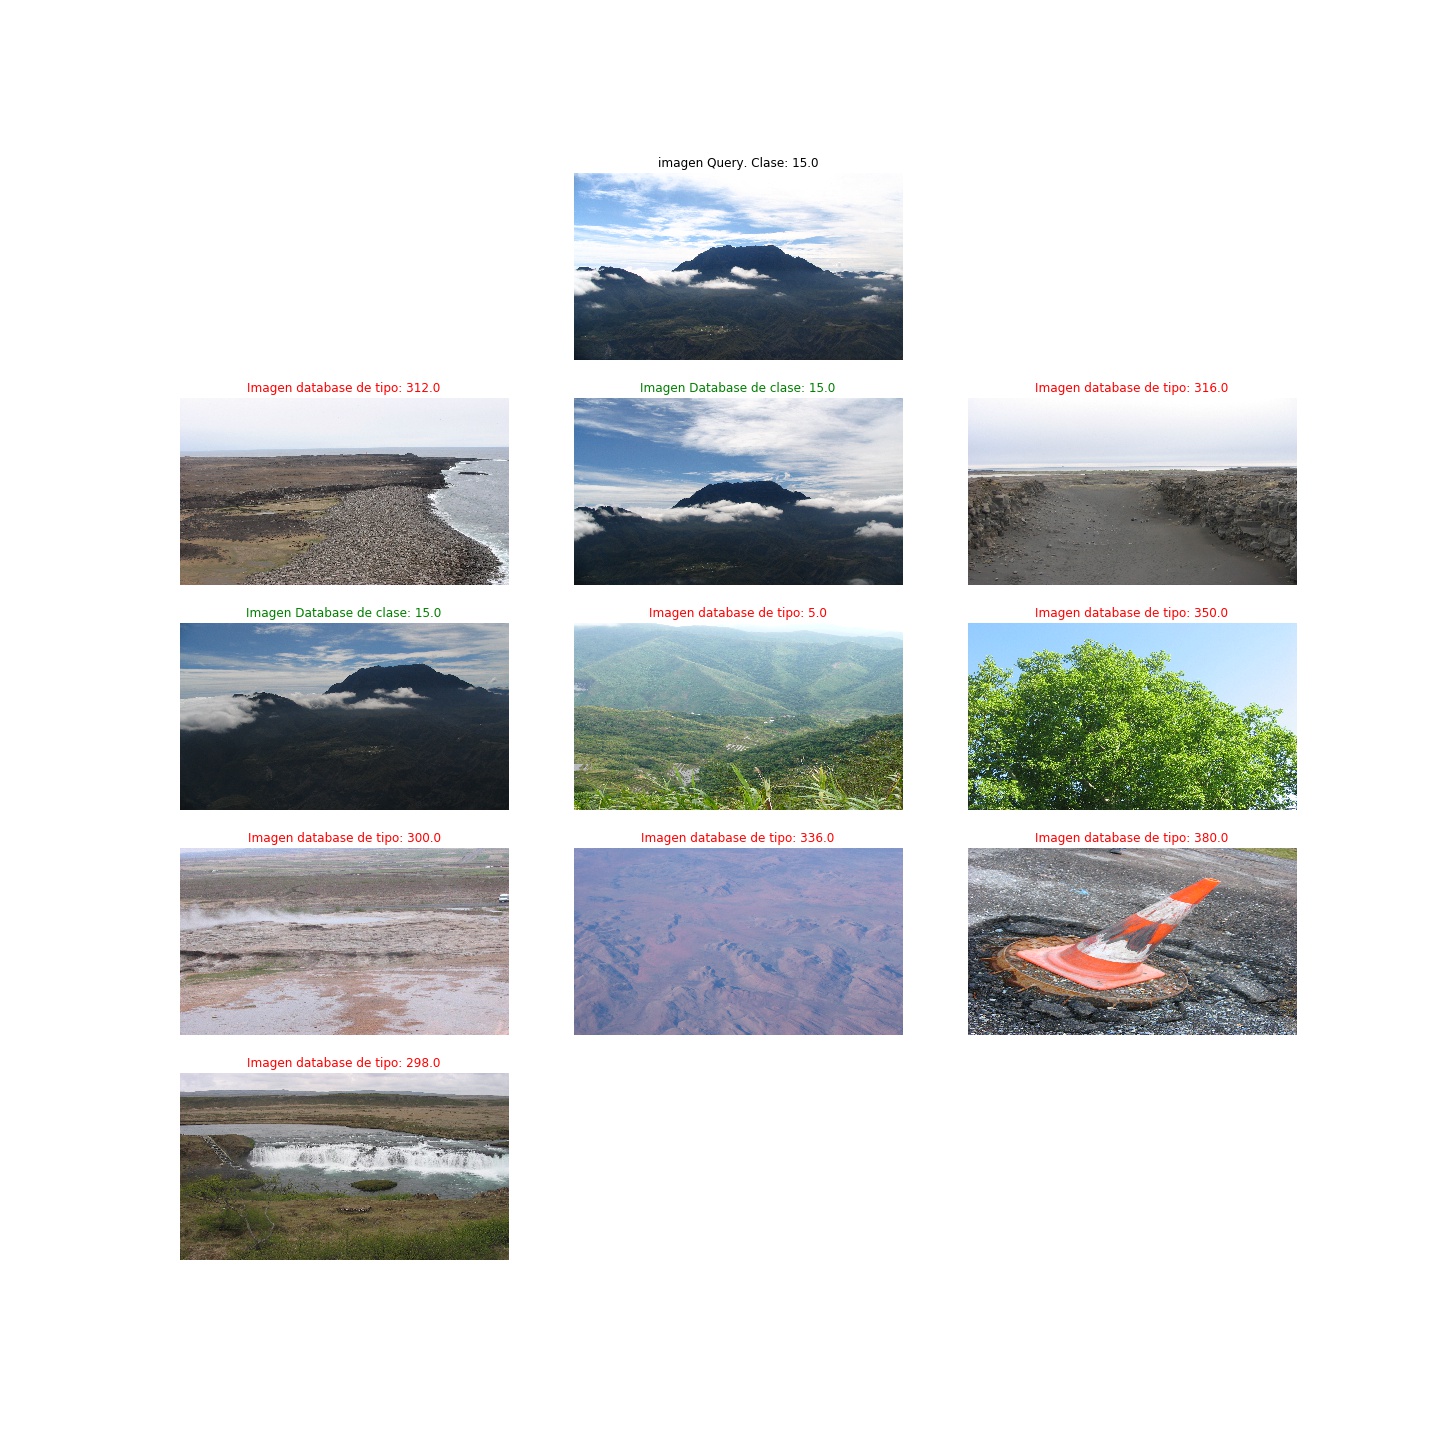 imagen Query. Clase: 15.0
Imagen database de tipo: 312.0
Imagen Database de clase: 15.0
Imagen database de tipo: 316.0
Imagen Database de clase: 15.0
Imagen database de tipo: 5.0
Imagen database de tipo: 350.0
Imagen database de tipo: 300.0
Imagen database de tipo: 336.0
Imagen database de tipo: 380.0
Imagen database de tipo: 298.0